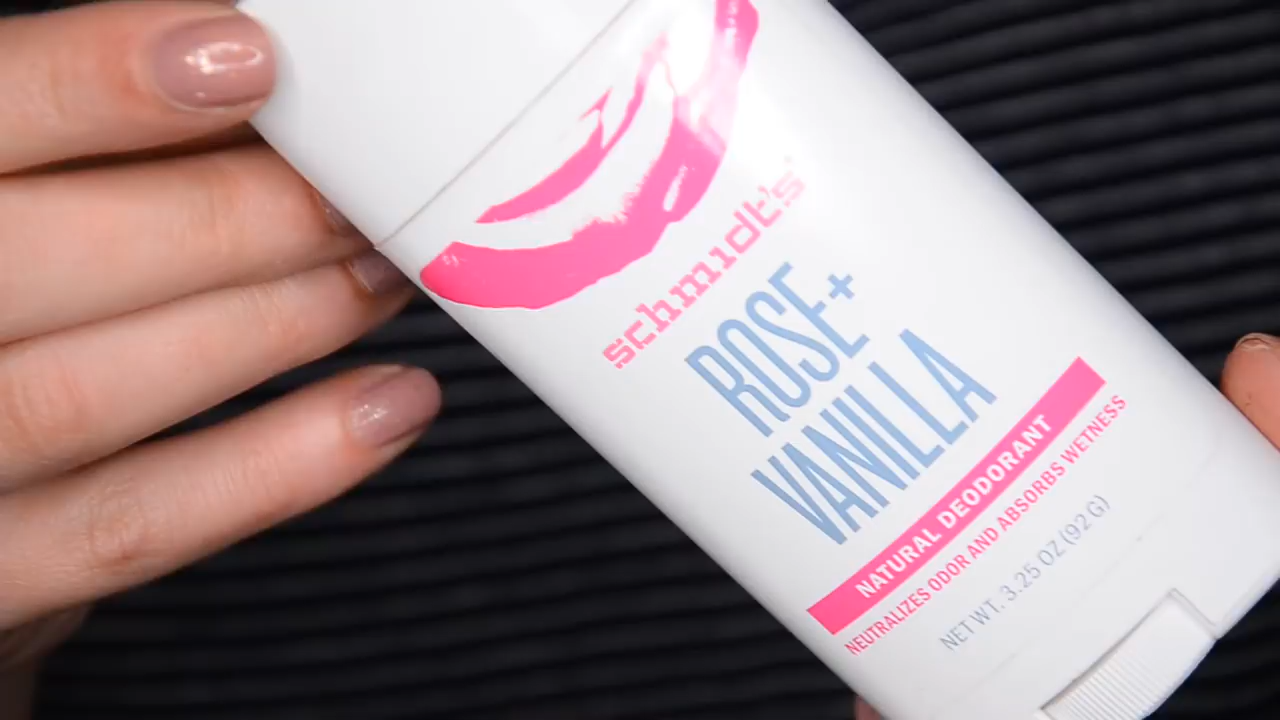 schmidt's
ROSE+
VANILLA
NATURAL DEODORANT
NEUTRALIZES ODOR AND ABSORBS WETNESS
NET WT. 3.25 OZ (92 G)